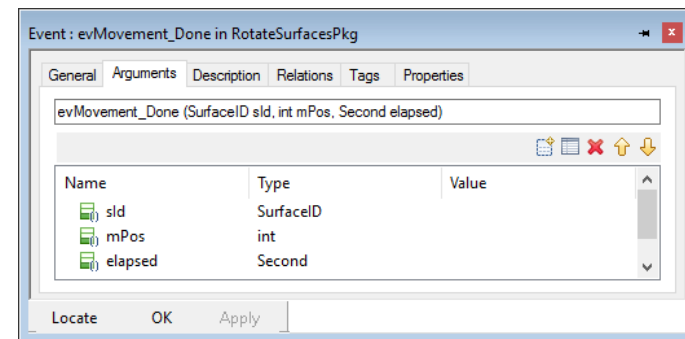 Event : evMovement_Done in RotateSurfacesPkg
General Arguments Description Relations Tags Properties
evMovement_Done (SurfaceID sId, int mPos, Second elapsed)
Name Type Value
sId SurfaceID
mPos int
elapsed Second
Locate OK Apply